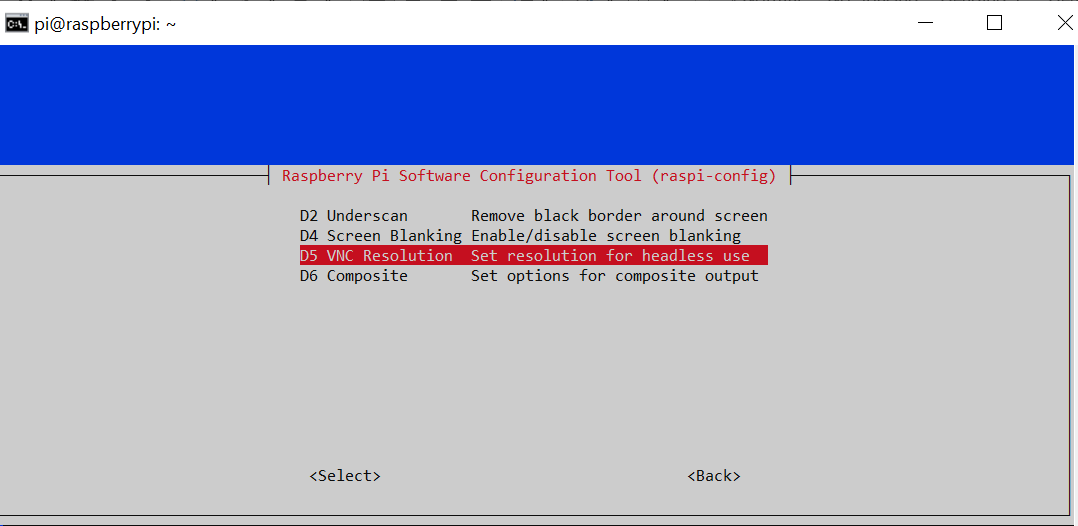 pi@raspberrypi: ~
Raspberry Pi Software Configuration Tool (raspi-config)
D2 Underscan Remove black border around screen
D4 Screen Blanking Enable/disable screen blanking
D5 VNC Resolution Set resolution for headless use
D6 Composite Set options for composite output
<Select> <Back>